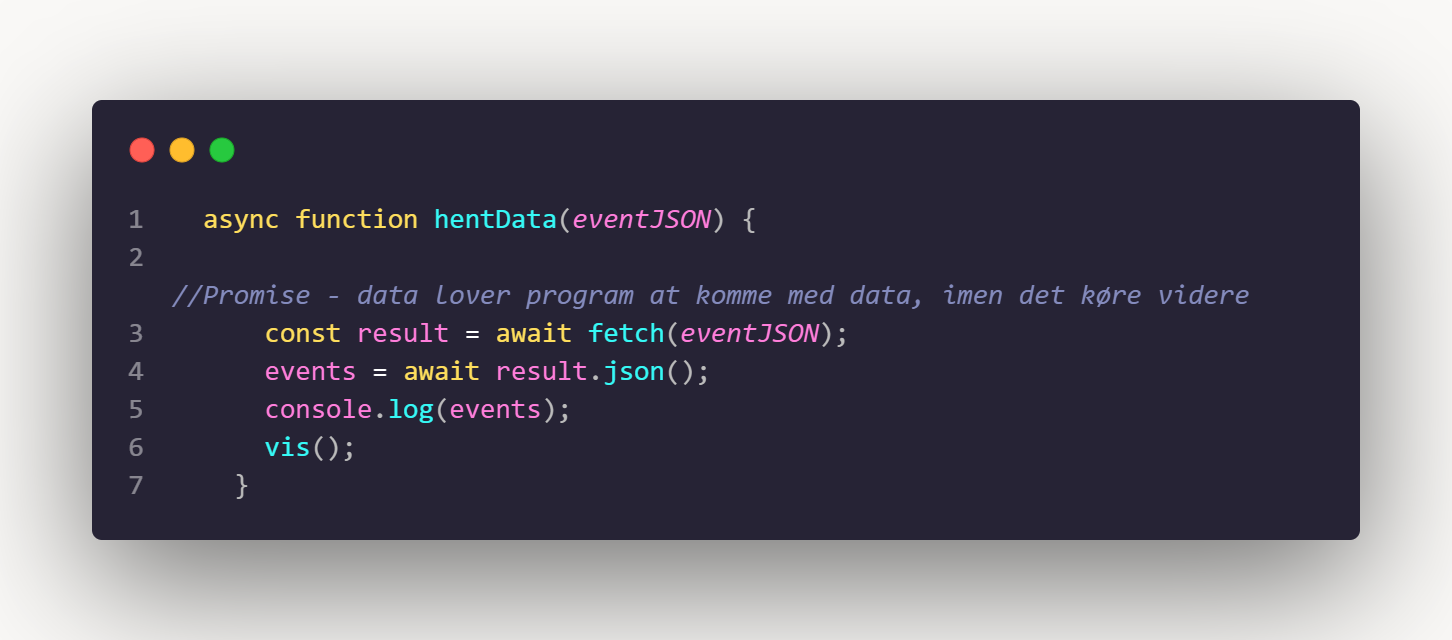 1 async function hentData(eventJSON) {
2
//Promise - data lover program at komme med data, imen det køre videre
3 const result = await fetch(eventJSON);
4 events = await result.json();
5 console.log(events);
6 vis();
7 }